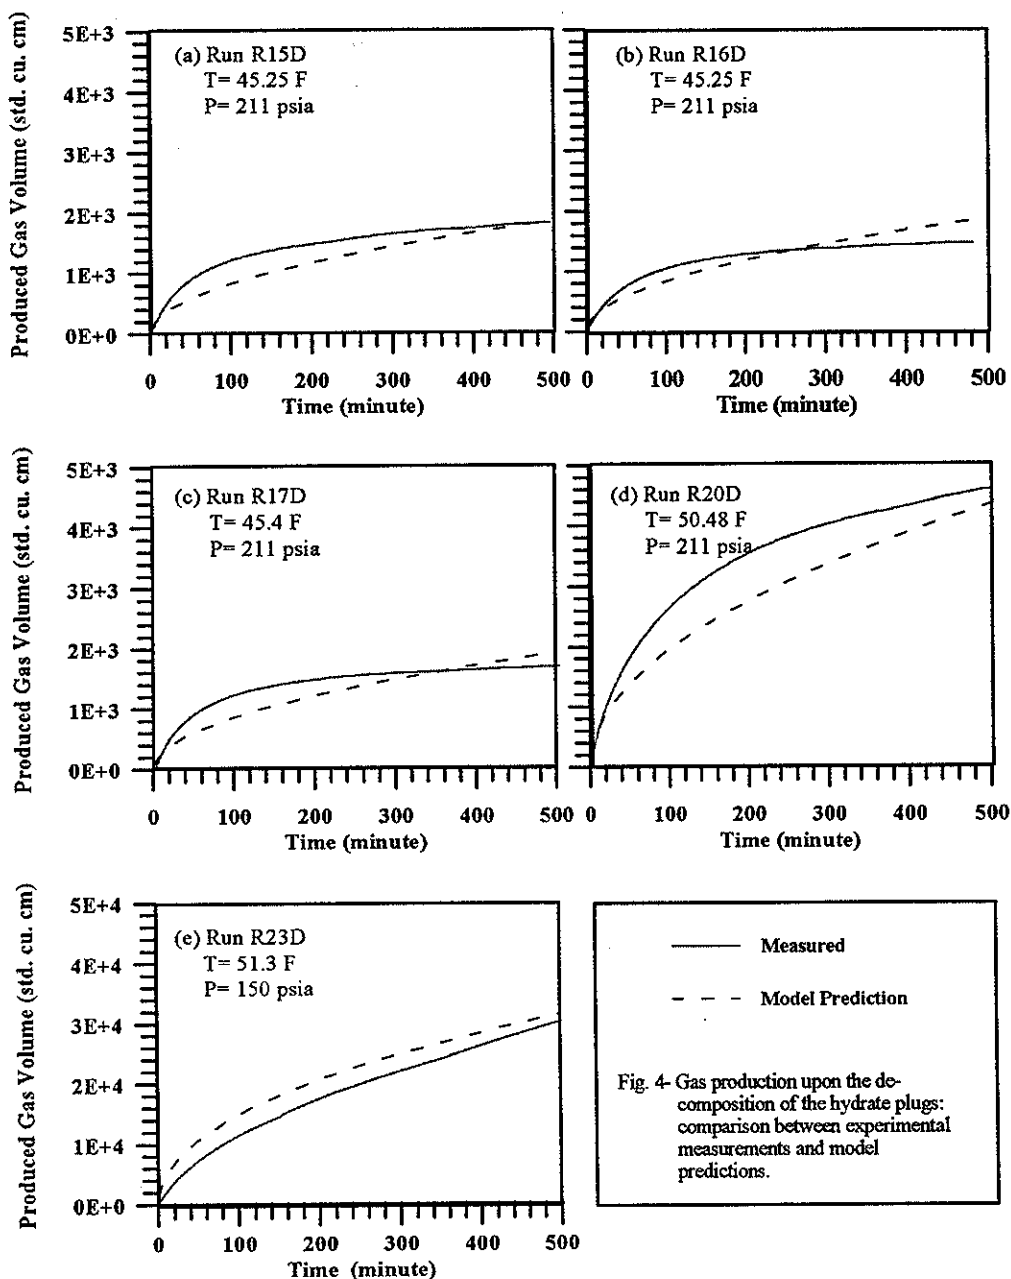 (a) Run R15D
T= 45.25 F
P= 211 psia
Produced Gas Volume (std. cu. cm)
5E+3
4E+3
3E+3
2E+3
1E+3
0E+0
0 100 200 300 400 500
Time (minute)
(b) Run R16D
T= 45.25 F
P= 211 psia
0 100 200 300 400 500
Time (minute)
(c) Run R17D
T= 45.4 F
P= 211 psia
Produced Gas Volume (std. cu. cm)
5E+3
4E+3
3E+3
2E+3
1E+3
0E+0
0 100 200 300 400 500
Time (minute)
(d) Run R20D
T= 50.48 F
P= 211 psia
0 100 200 300 400 500
Time (minute)
(e) Run R23D
T= 51.3 F
P= 150 psia
Produced Gas Volume (std. cu. cm)
5E+4
4E+4
3E+4
2E+4
1E+4
0E+0
0 100 200 300 400 500
Time (minute)
Measured
Model Prediction
Fig. 4- Gas production upon the de-
composition of the hydrate plugs:
comparison between experimental
measurements and model
predictions.